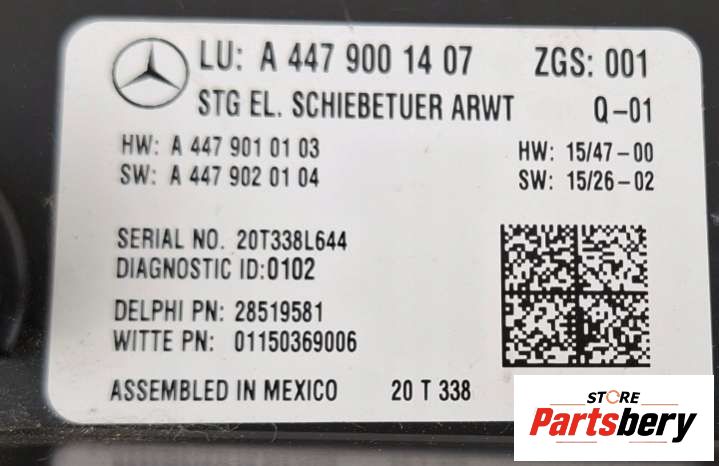 LU: A 447 900 14 07 ZGS: 001
STG EL. SCHIEBETUER ARWT Q-01
HW: A 447 901 01 03 HW: 15/47-00
SW: A 447 902 01 04 SW: 15/26-02
SERIAL NO. 20T338L644
DIAGNOSTIC ID:0102
DELPHI PN: 28519581
WITTE PN: 01150369006
ASSEMBLED IN MEXICO 20 T 338
STORE
Partsbery